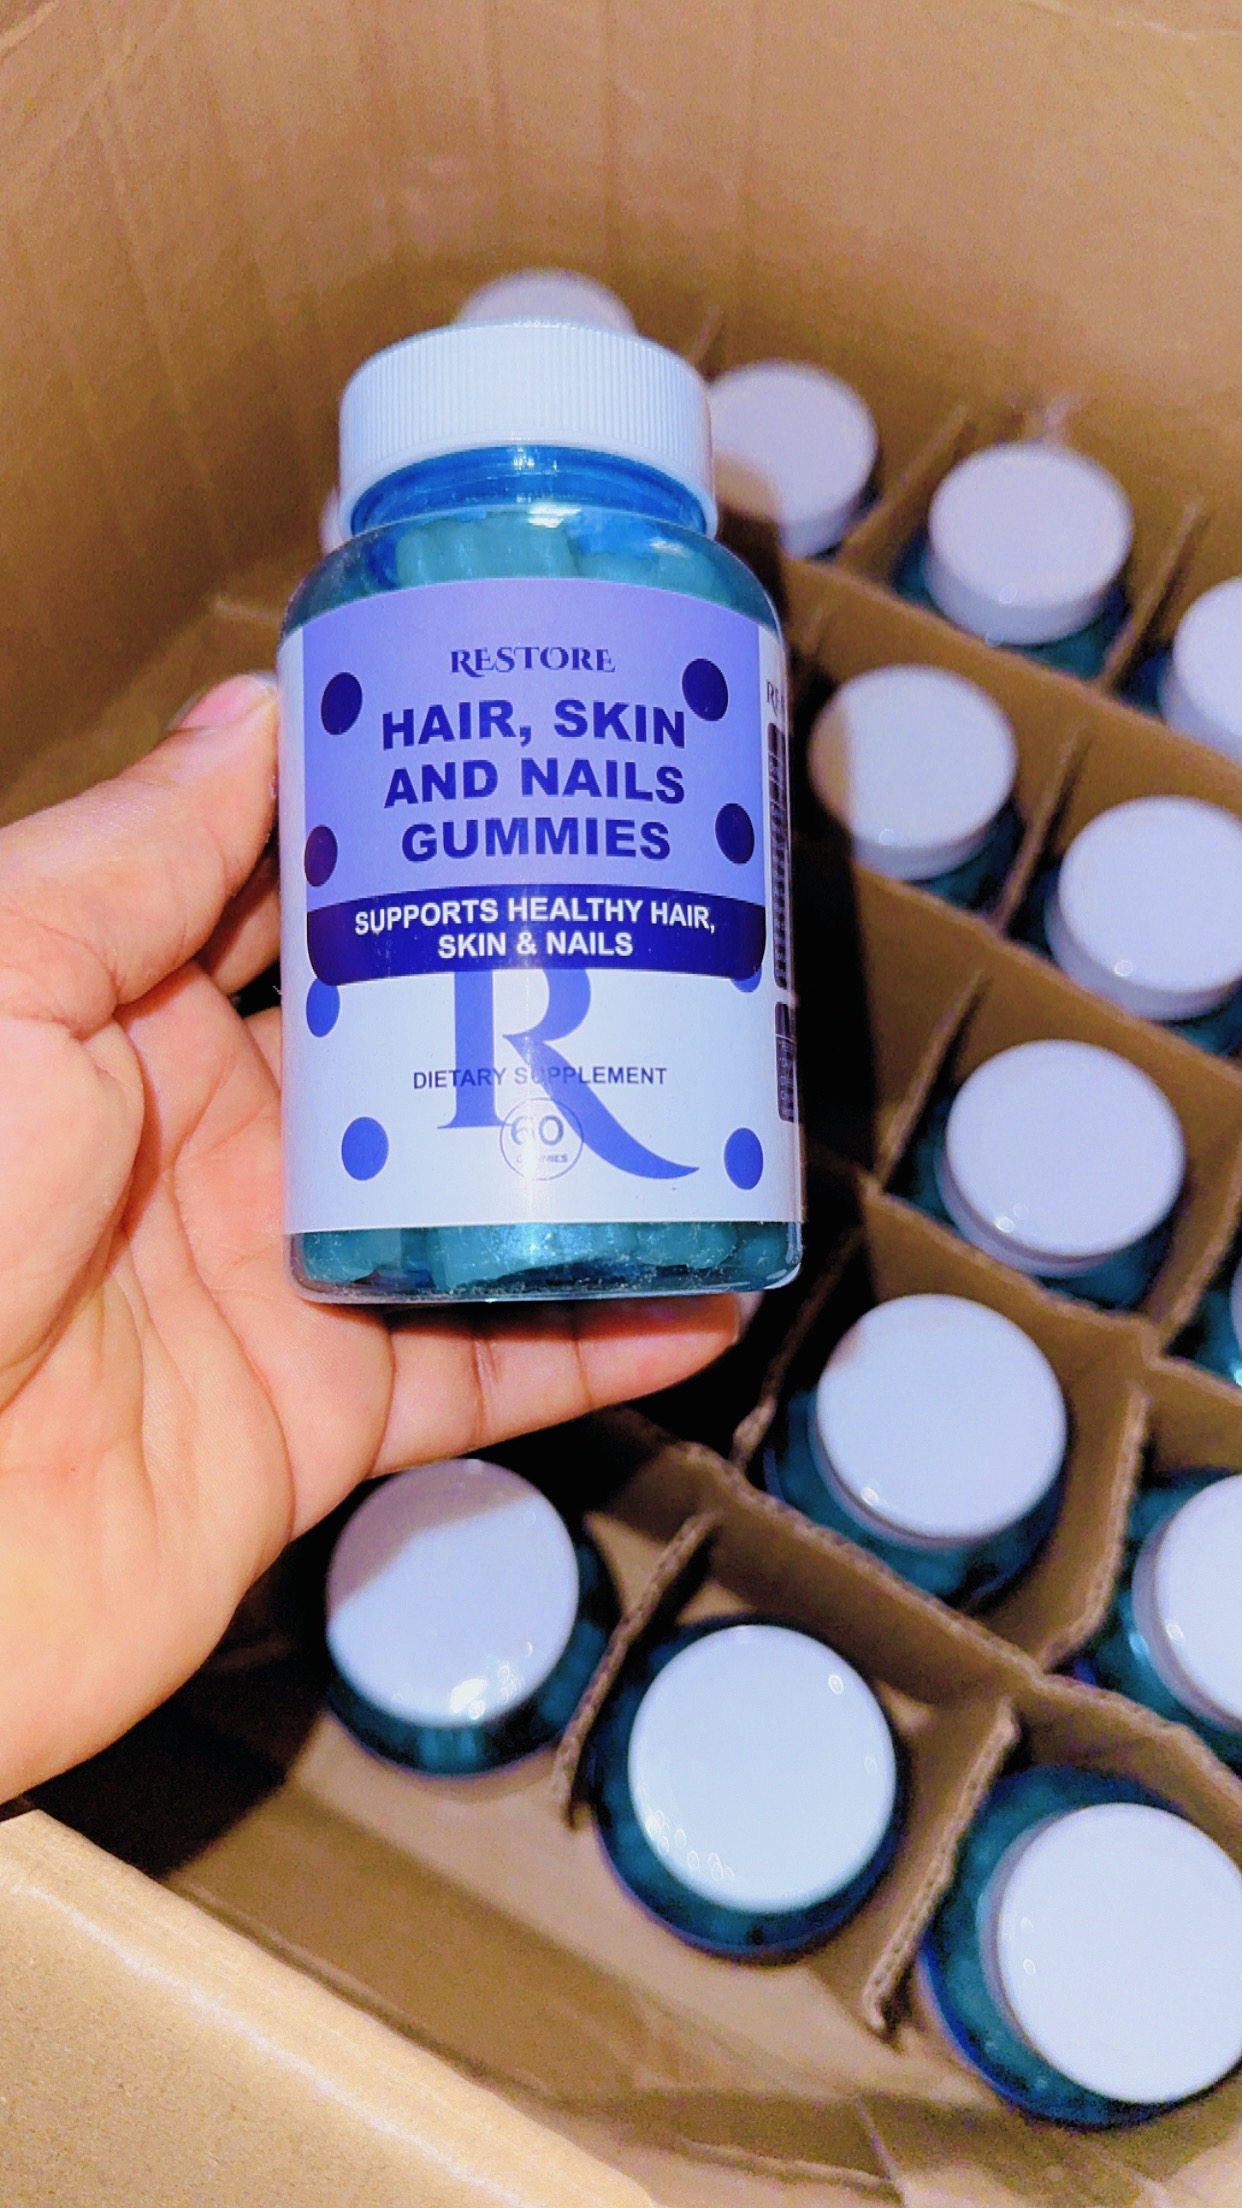 RESTORE
HAIR, SKIN
AND NAILS
GUMMIES
SUPPORTS HEALTHY HAIR,
SKIN & NAILS
R
DIETARY SUPPLEMENT
60